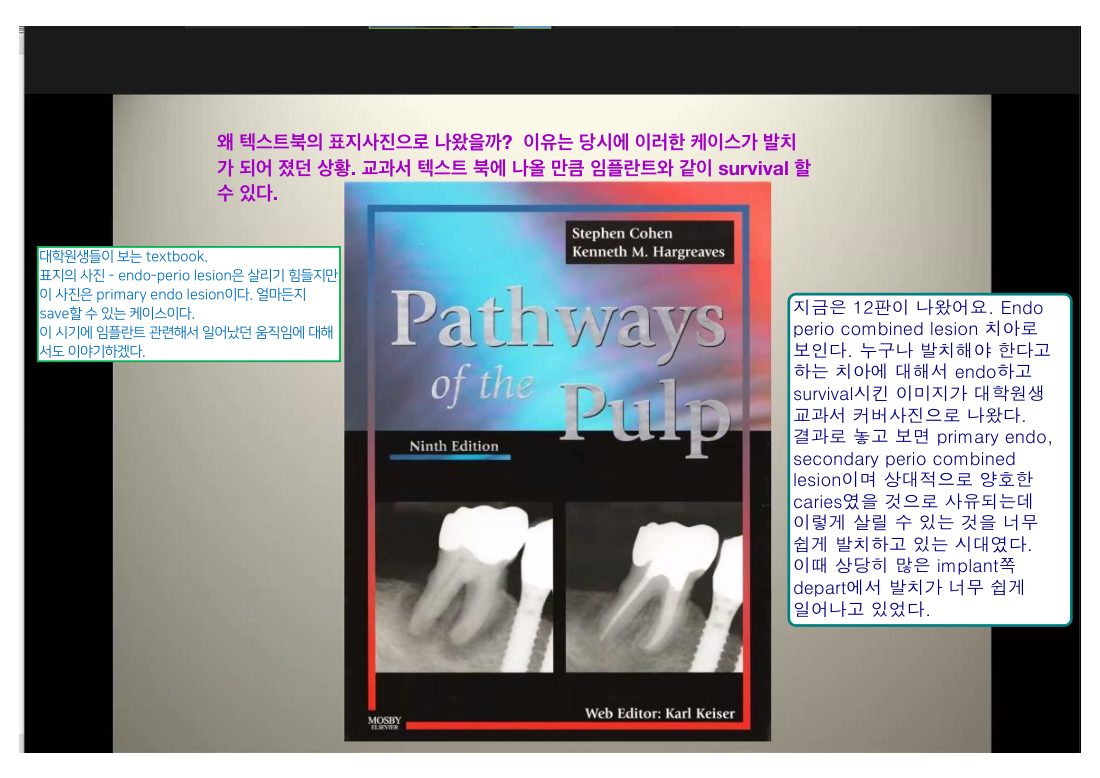 왜 텍스트북의 표지사진으로 나왔을까?  이유는 당시에 이러한 케이스가 발치
가 되어 졌던 상황. 교과서 텍스트 북에 나올 만큼 임플란트와 같이 survival 할
수 있다.
대학원생들이 보는 textbook.
표지의 사진 - endo-perio lesion은 살리기 힘들지만
이 사진은 primary endo lesion이다. 얼마든지
save할 수 있는 케이스이다.
이 시기에 임플란트 관련해서 일어났던 움직임에 대해
서도 이야기하겠다.
Stephen Cohen
Kenneth M. Hargreaves
Pathways
of the
Pulp
Ninth Edition
MOSBY
ELSEVIER
Web Editor: Karl Keiser
지금은 12판이 나왔어요. Endo
perio combined lesion 치아로
보인다. 누구나 발치해야 한다고
하는 치아에 대해서 endo하고
survival시킨 이미지가 대학원생
교과서 커버사진으로 나왔다.
결과로 놓고 보면 primary endo,
secondary perio combined
lesion이며 상대적으로 양호한
caries였을 것으로 사유되는데
이렇게 살릴 수 있는 것을 너무
쉽게 발치하고 있는 시대였다.
이때 상당히 많은 implant쪽
depart에서 발치가 너무 쉽게
일어나고 있었다.